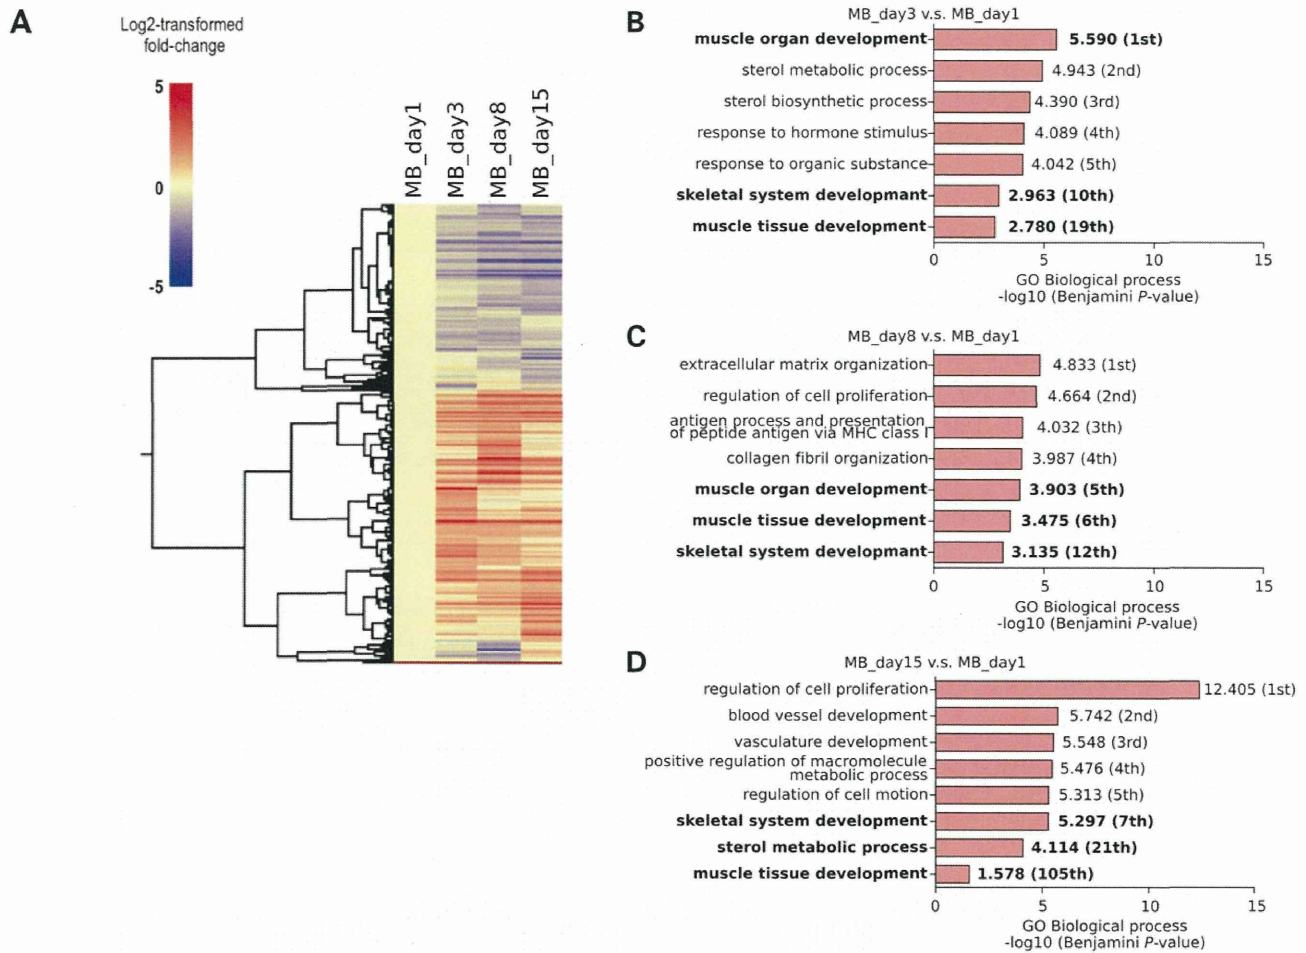 A
Log2-transformed
fold-change
5
0
-5
MB_day1
MB_day3
MB_day8
MB_day15
B
MB_day3 v.s. MB_day1
muscle organ development
5.590 (1st)
sterol metabolic process
4.943 (2nd)
sterol biosynthetic process
4.390 (3rd)
response to hormone stimulus
4.089 (4th)
response to organic substance
4.042 (5th)
skeletal system developmant
2.963 (10th)
muscle tissue development
2.780 (19th)
0 5 10 15
GO Biological process
-log10 (Benjamini P-value)
C
MB_day8 v.s. MB_day1
extracellular matrix organization
4.833 (1st)
regulation of cell proliferation
4.664 (2nd)
antigen process and presentation
of peptide antigen via MHC class I
4.032 (3th)
collagen fibril organization
3.987 (4th)
muscle organ development
3.903 (5th)
muscle tissue development
3.475 (6th)
skeletal system developmant
3.135 (12th)
0 5 10 15
GO Biological process
-log10 (Benjamini P-value)
D
MB_day15 v.s. MB_day1
regulation of cell proliferation
12.405 (1st)
blood vessel development
5.742 (2nd)
vasculature development
5.548 (3rd)
positive regulation of macromolecule
metabolic process
5.476 (4th)
regulation of cell motion
5.313 (5th)
skeletal system development
5.297 (7th)
sterol metabolic process
4.114 (21th)
muscle tissue development
1.578 (105th)
0 5 10 15
GO Biological process
-log10 (Benjamini P-value)